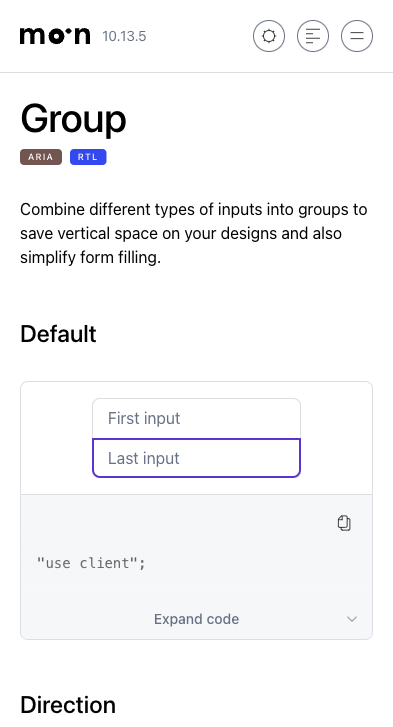 moon 10.13.5
Group
ARIA RTL
Combine different types of inputs into groups to
save vertical space on your designs and also
simplify form filling.
Default
First input
Last input
"use client";
Expand code
Direction